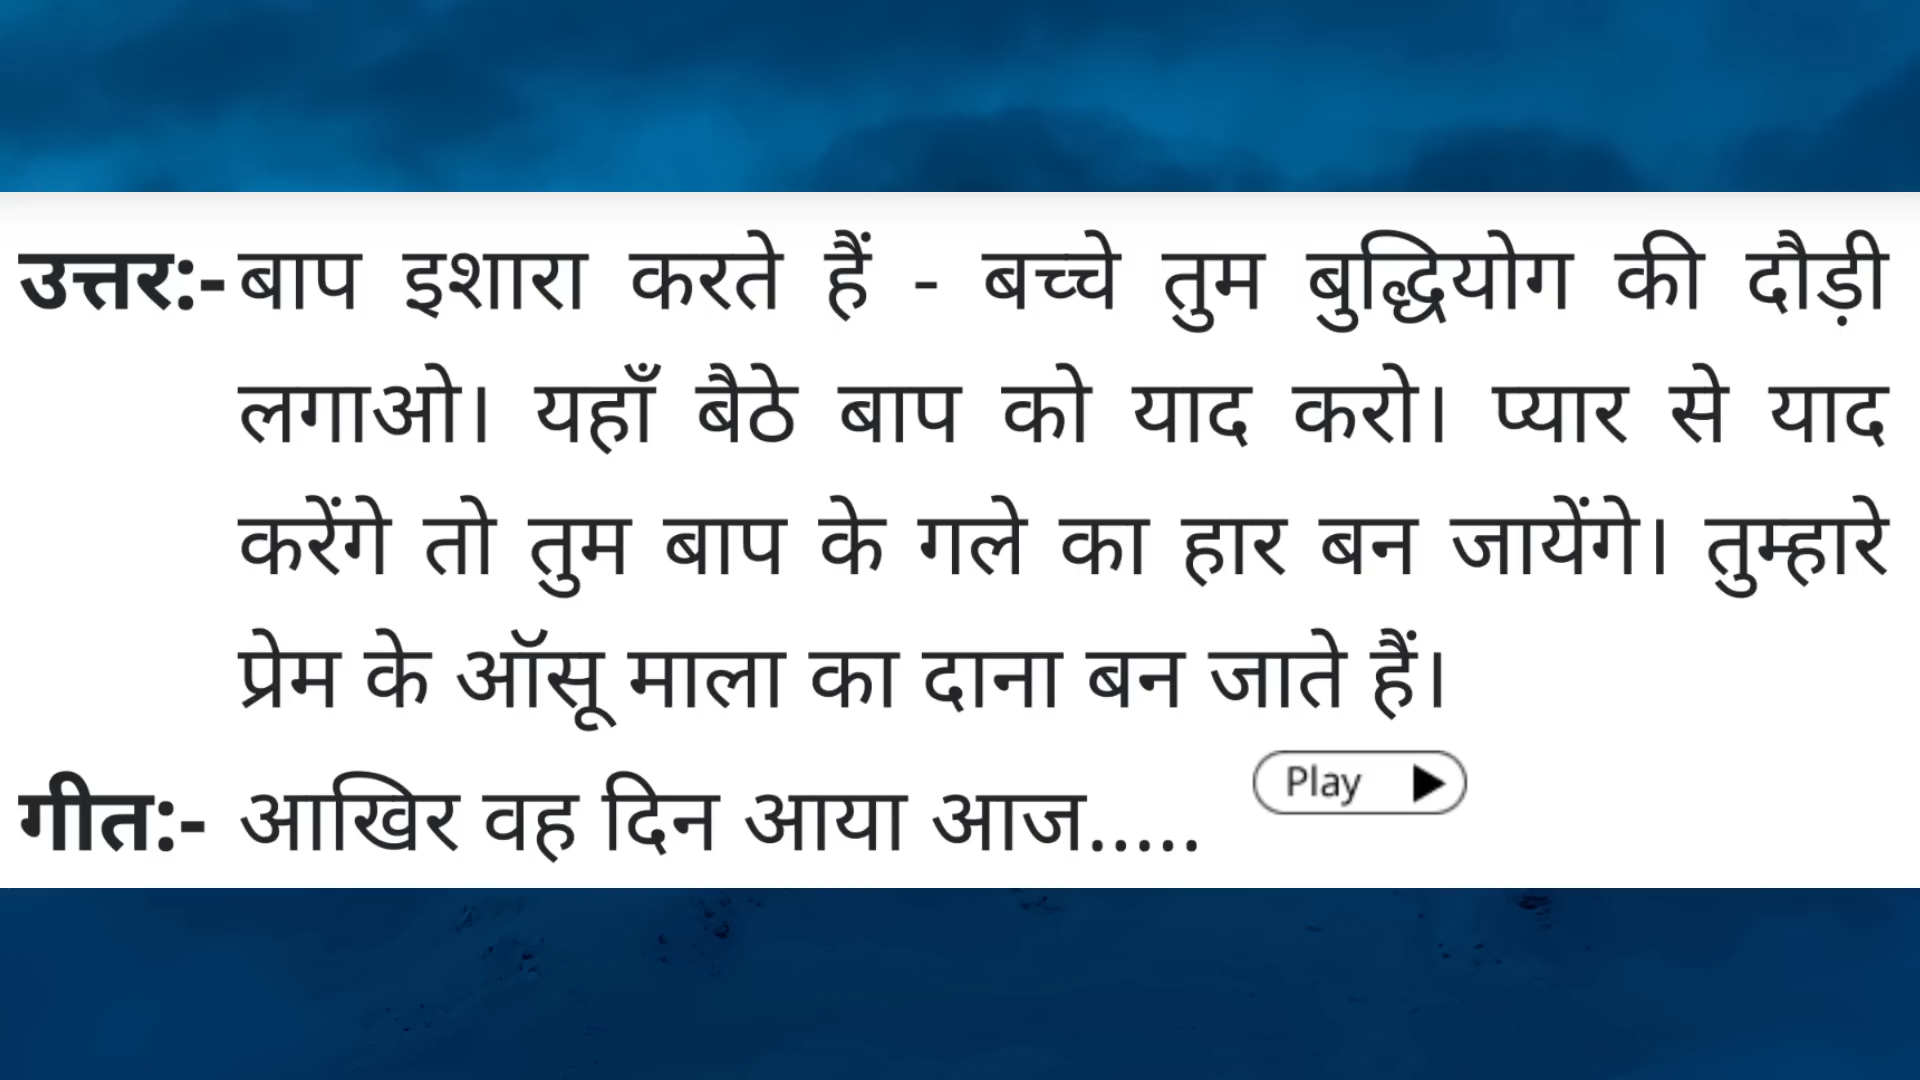 उत्तर:- बाप इशारा करते हैं - बच्चे तुम बुद्धियोग की दौड़ी
लगाओ। यहाँ बैठे बाप को याद करो। प्यार से याद
करेंगे तो तुम बाप के गले का हार बन जायेंगे। तुम्हारे
प्रेम के ऑसू माला का दाना बन जाते हैं।
गीत:- आखिर वह दिन आया आज..... Play